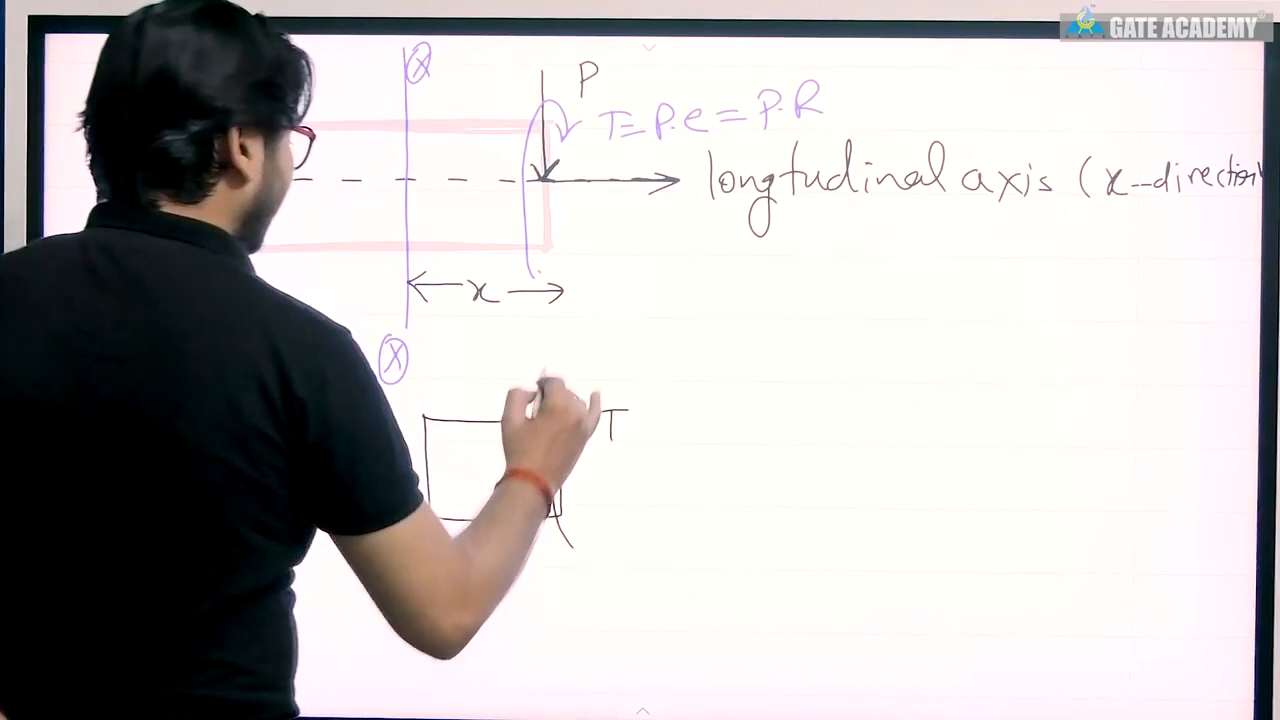 GATE ACADEMY
X
P
T = P.e = P.R
longtudinal axis (x-direction)
x
X
T